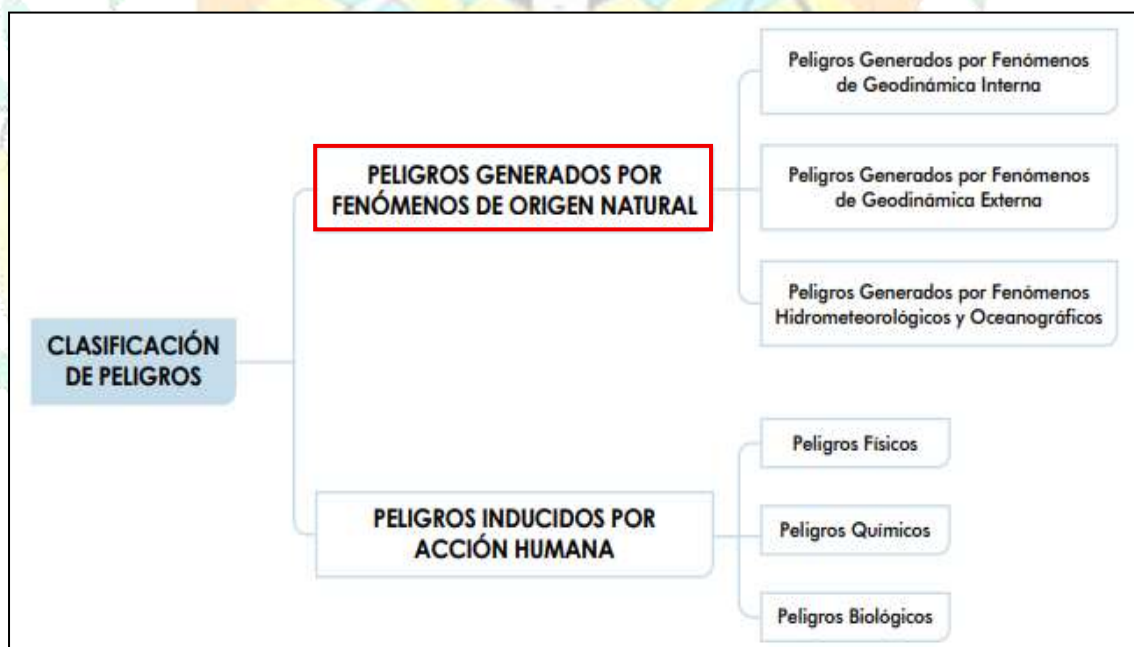 CLASIFICACIÓN
DE PELIGROS
PELIGROS GENERADOS POR
FENÓMENOS DE ORIGEN NATURAL
Peligros Generados por Fenómenos
de Geodinámica Interna
Peligros Generados por Fenómenos
de Geodinámica Externa
Peligros Generados por Fenómenos
Hidrometeorológicos y Oceanográficos
PELIGROS INDUCIDOS POR
ACCIÓN HUMANA
Peligros Físicos
Peligros Químicos
Peligros Biológicos